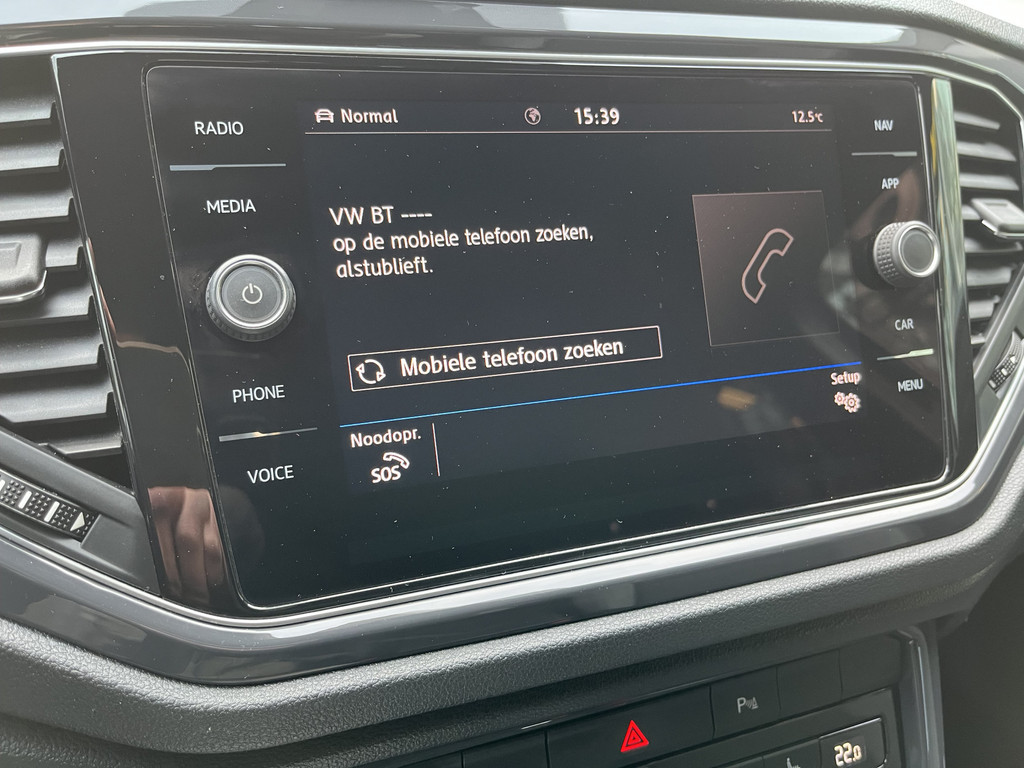 Normal
15:39
12.5°c
RADIO
MEDIA
PHONE
VOICE
VW BT ----
op de mobiele telefoon zoeken,
alstublieft.
Mobiele telefoon zoeken
Noodopr.
SOS
Setup
NAV
APP
CAR
MENU
P
22.0